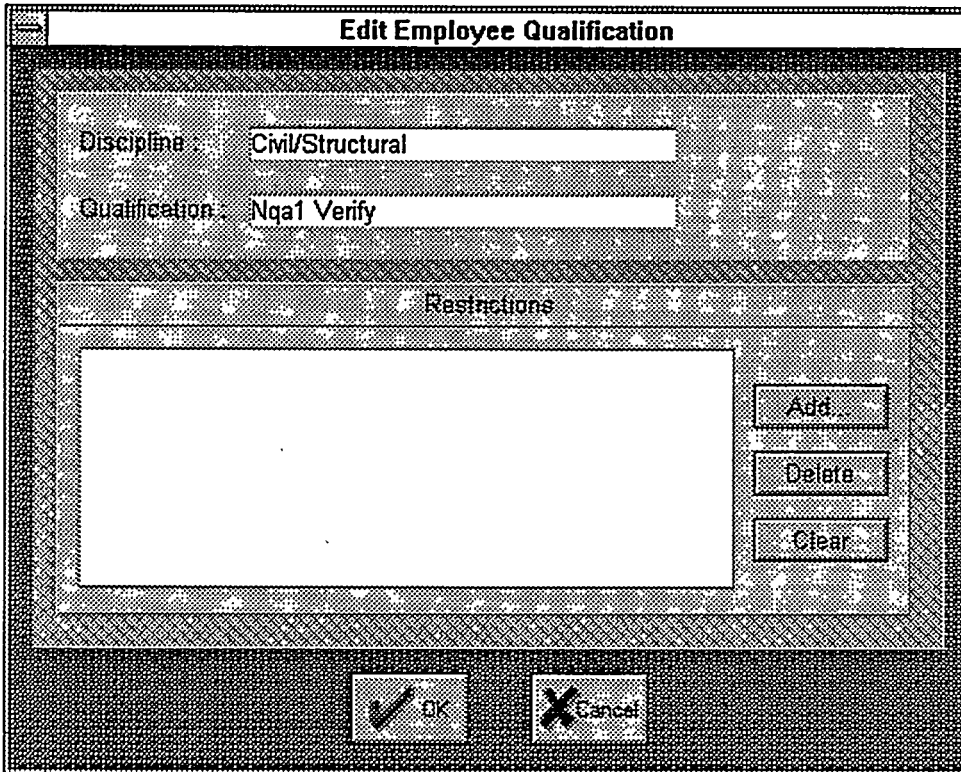 Edit Employee Qualification
Discipline : Civil/Structural
Qualification : Nqa1 Verify
Restrictions
Add...
Delete
Clear
OK Cancel